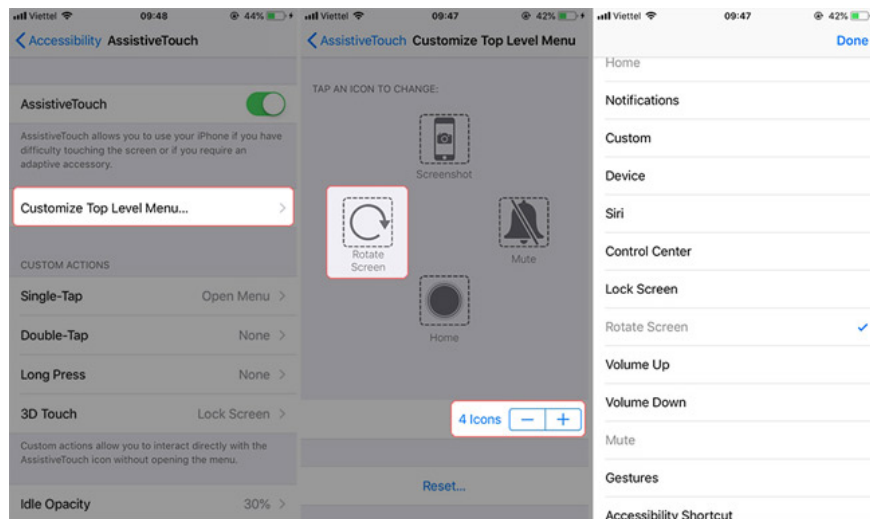 Viettel 09:48 44%
Accessibility AssistiveTouch
AssistiveTouch
AssistiveTouch allows you to use your iPhone if you have
difficulty touching the screen or if you require an
adaptive accessory.
Customize Top Level Menu...
CUSTOM ACTIONS
Single-Tap Open Menu
Double-Tap None
Long Press None
3D Touch Lock Screen
Custom actions allow you to interact directly with the
AssistiveTouch icon without opening the menu.
Idle Opacity 30%
Viettel 09:47 42%
AssistiveTouch Customize Top Level Menu
TAP AN ICON TO CHANGE:
Screenshot
Rotate
Screen
Mute
Home
4 Icons − +
Reset...
Viettel 09:47 42%
Done
Home
Notifications
Custom
Device
Siri
Control Center
Lock Screen
Rotate Screen
Volume Up
Volume Down
Mute
Gestures
Accessibility Shortcut